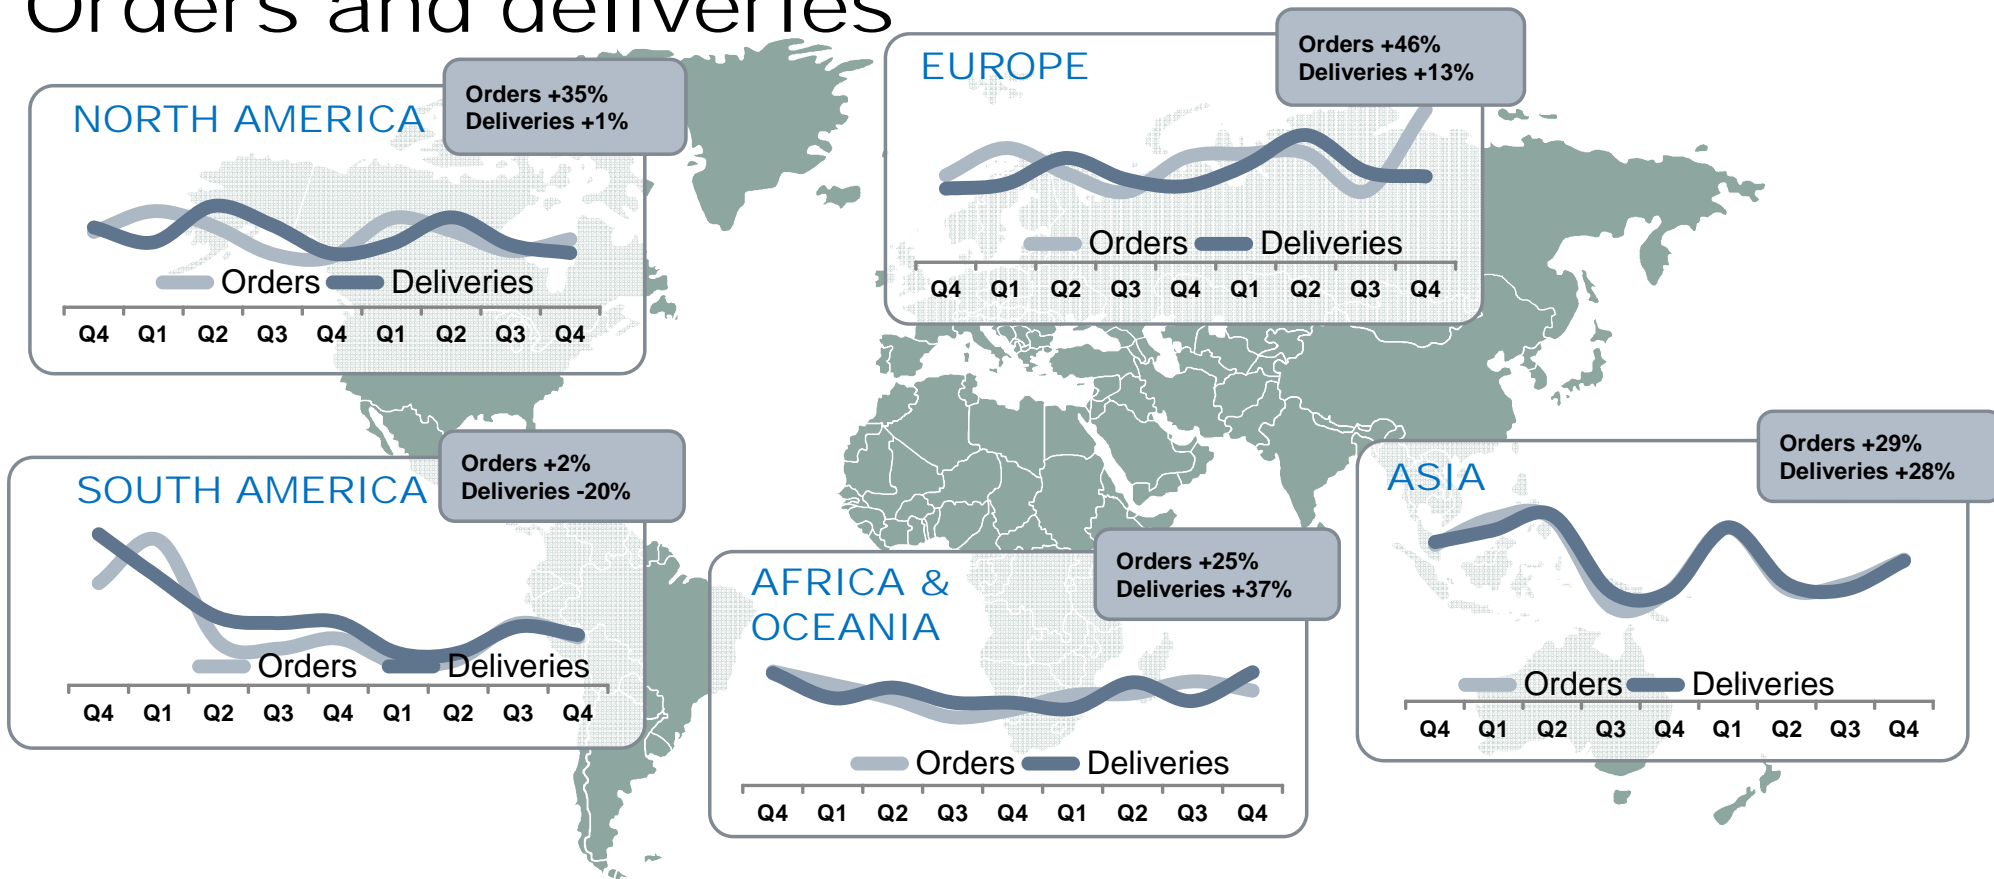 Orders and deliveries
NORTH AMERICA
Orders +35%
Deliveries +1%
Orders Deliveries
Q4 Q1 Q2 Q3 Q4 Q1 Q2 Q3 Q4
EUROPE
Orders +46%
Deliveries +13%
Orders Deliveries
Q4 Q1 Q2 Q3 Q4 Q1 Q2 Q3 Q4
SOUTH AMERICA
Orders +2%
Deliveries -20%
Orders Deliveries
Q4 Q1 Q2 Q3 Q4 Q1 Q2 Q3 Q4
AFRICA &
OCEANIA
Orders +25%
Deliveries +37%
Orders Deliveries
Q4 Q1 Q2 Q3 Q4 Q1 Q2 Q3 Q4
ASIA
Orders +29%
Deliveries +28%
Orders Deliveries
Q4 Q1 Q2 Q3 Q4 Q1 Q2 Q3 Q4